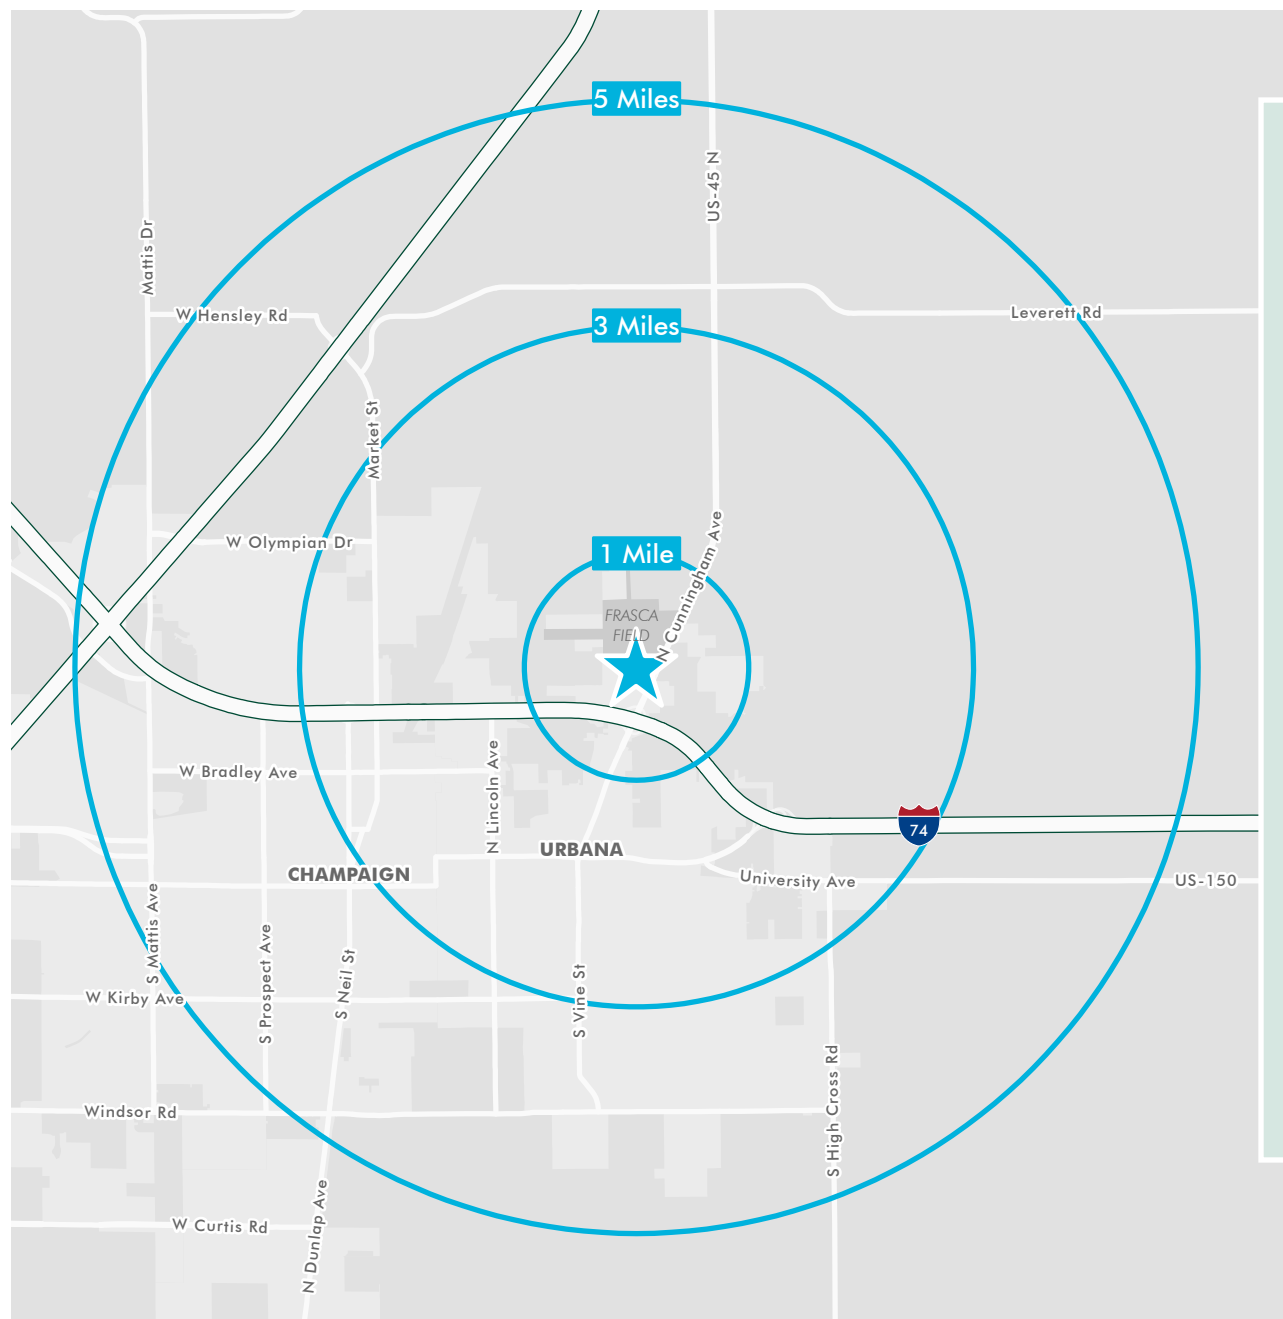 5 Miles
US-45 N
Mattis Dr
W Hensley Rd
Leverett Rd
3 Miles
Market St
W Olympian Dr
1 Mile
N Cunningham Ave
FRASCA
FIELD
W Bradley Ave
N Lincoln Ave
74
URBANA
CHAMPAIGN
University Ave
US-150
S Mattis Ave
S Prospect Ave
S Neil St
W Kirby Ave
S Vine St
S High Cross Rd
Windsor Rd
W Curtis Rd
N Dunlap Ave